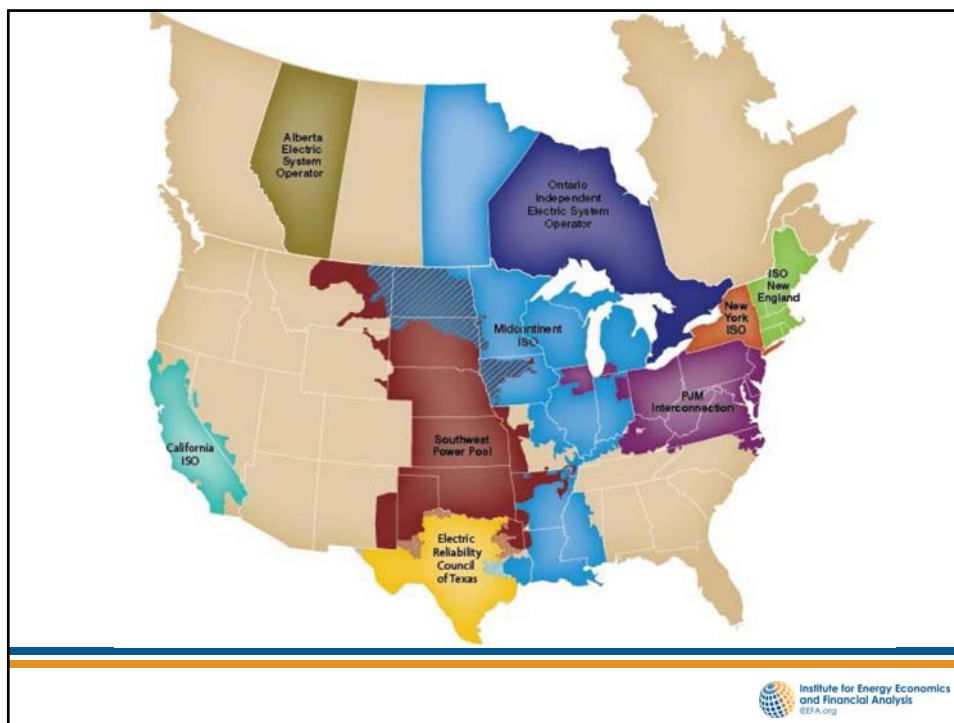 Alberta
Electric
System
Operator
Ontario
Independent
Electric System
Operator
ISO
New
England
New
York
ISO
Midcontinent
ISO
PJM
Interconnection
California
ISO
Southwest
Power Pool
Electric
Reliability
Council
of Texas
Institute for Energy Economics
and Financial Analysis
IEEFA.org